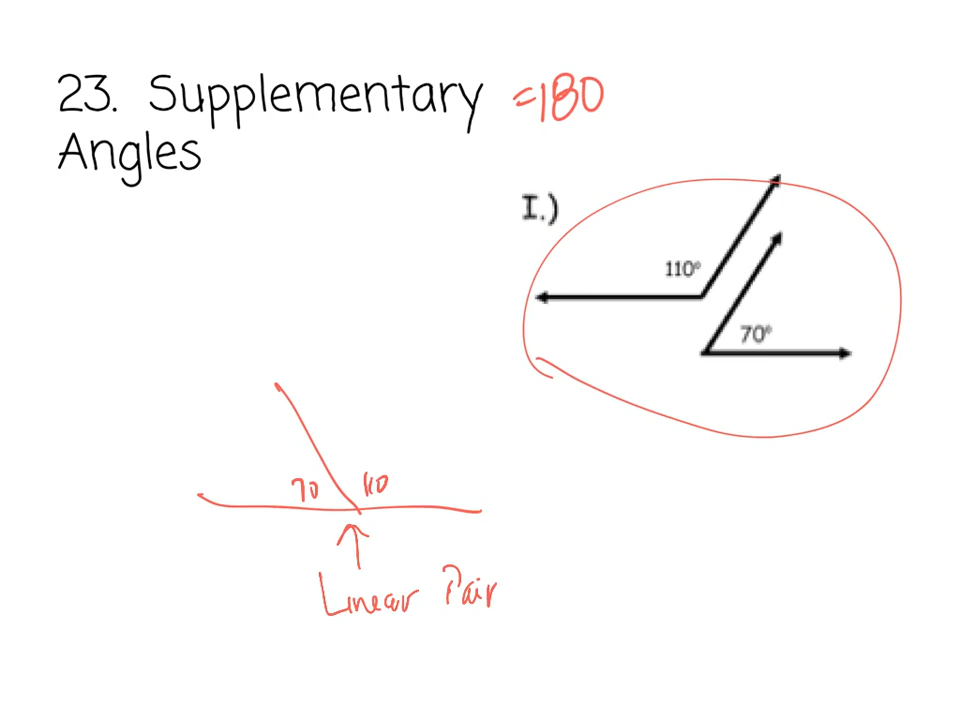 23. Supplementary =180
Angles
I.)
110°
70°
70 110
Linear Pair